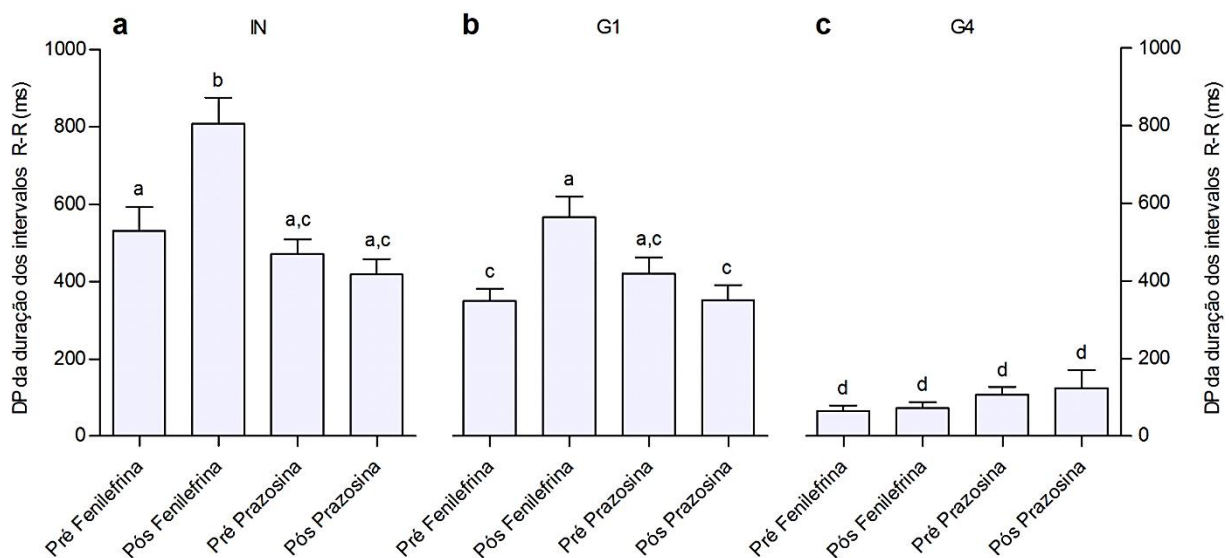 a IN
b G1
c G4
DP da duração dos intervalos R-R (ms)
1000
800
600
400
200
0
a
b
a,c
a,c
Pré Fenilefrina
Pós Fenilefrina
Pré Prazosina
Pós Prazosina
c
a
a,c
c
Pré Fenilefrina
Pós Fenilefrina
Pré Prazosina
Pós Prazosina
d
d
d
d
Pré Fenilefrina
Pós Fenilefrina
Pré Prazosina
Pós Prazosina
1000
800
600
400
200
0
DP da duração dos intervalos R-R (ms)